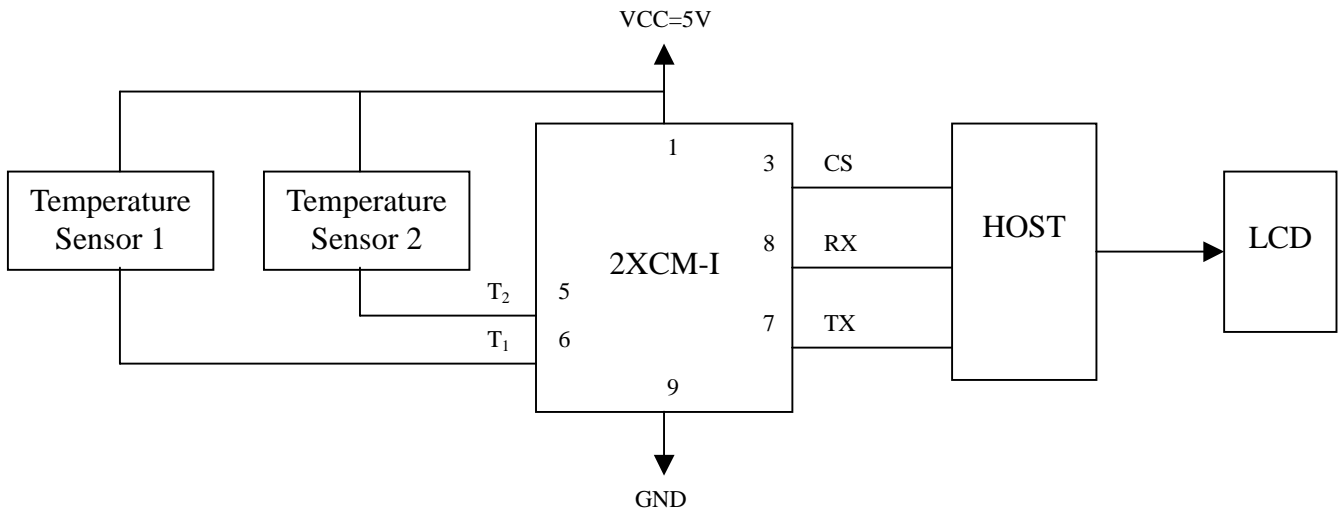 VCC=5V
Temperature
Sensor 1
Temperature
Sensor 2
1
3
CS
8
RX
7
TX
2XCM-I
T₂
5
T₁
6
9
GND
HOST
LCD